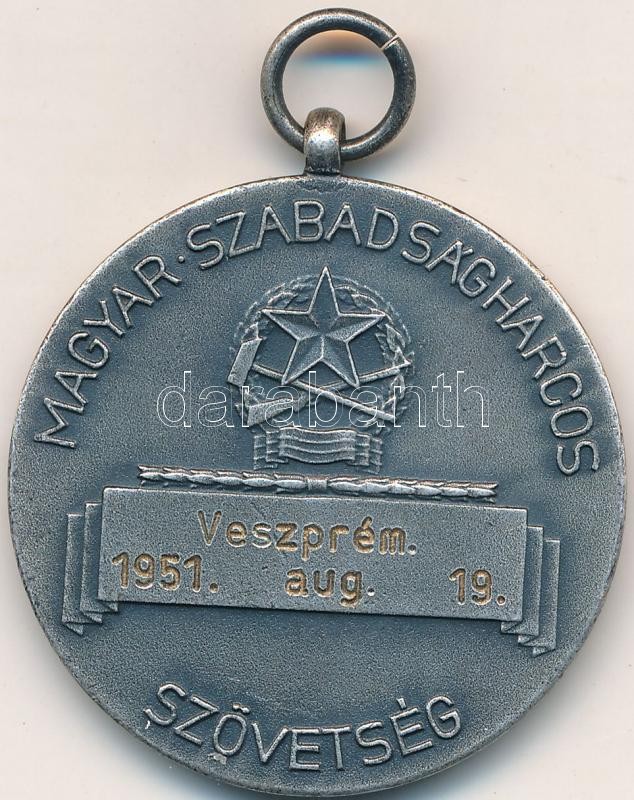 MAGYAR · SZABADSÁGHARCOS
darabanth
Veszprém.
1951. aug. 19.
SZÖVETSÉG